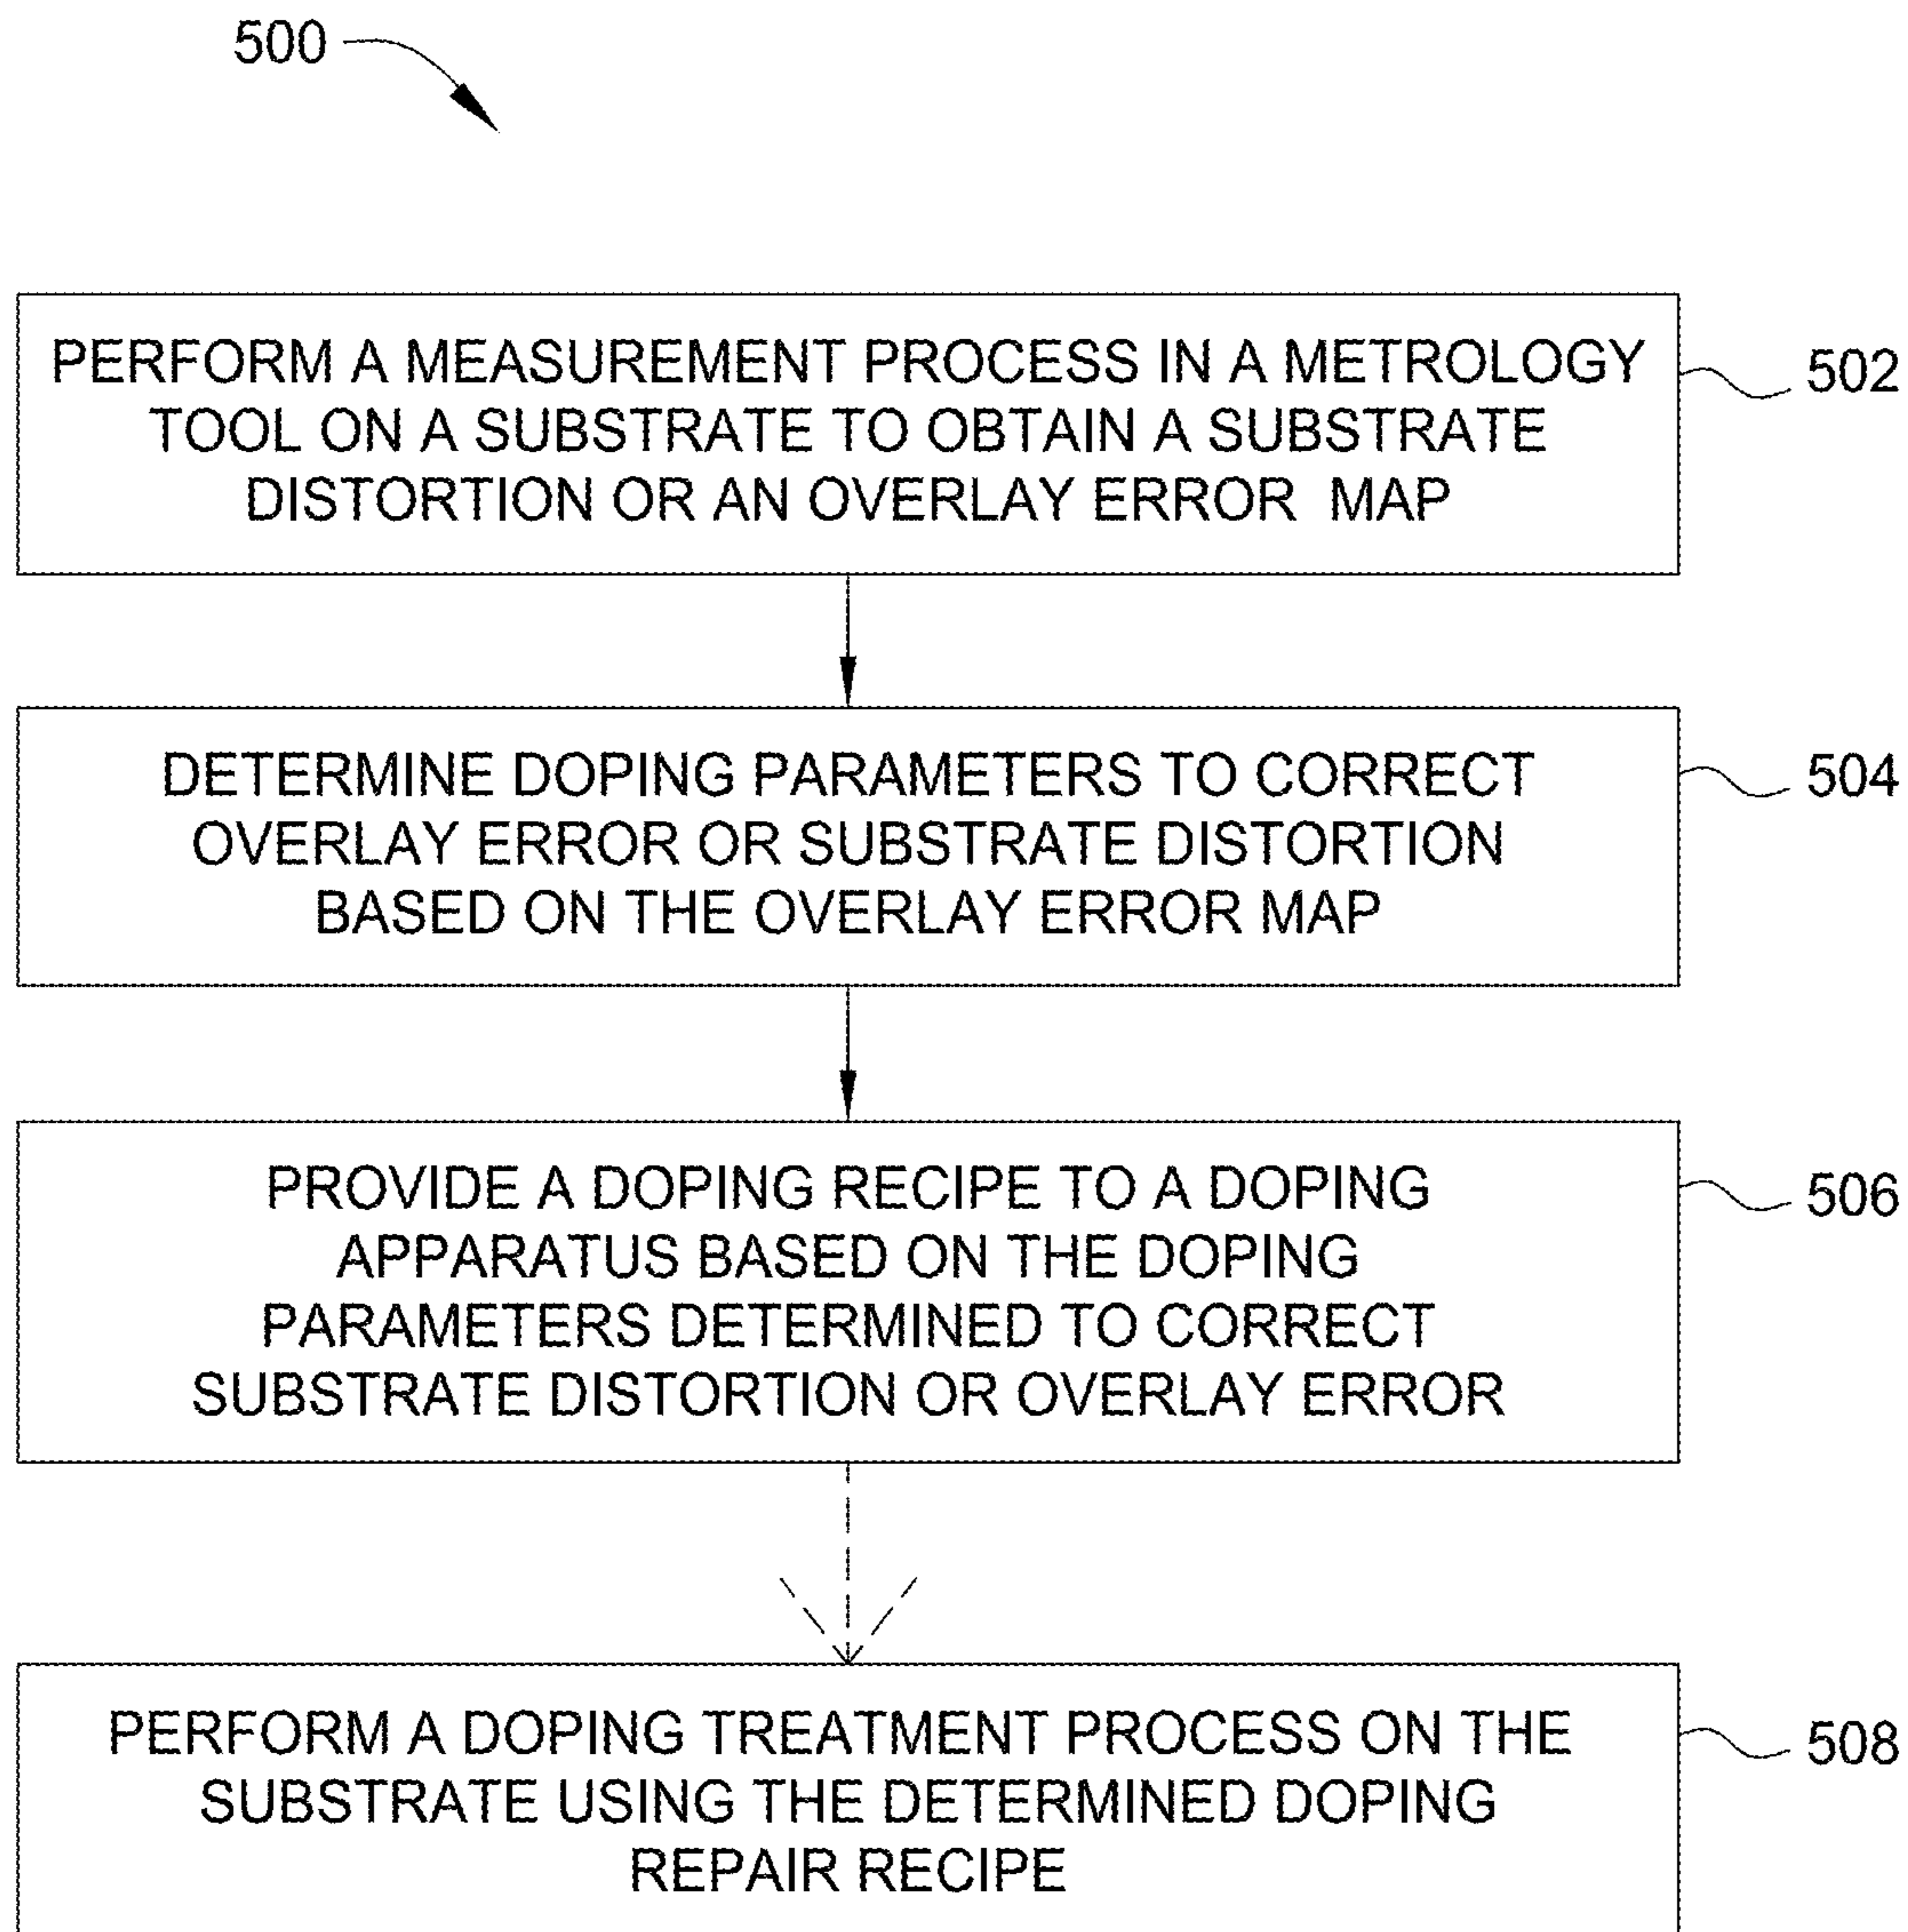 500
PERFORM A MEASUREMENT PROCESS IN A METROLOGY
TOOL ON A SUBSTRATE TO OBTAIN A SUBSTRATE
DISTORTION OR AN OVERLAY ERROR MAP
502
DETERMINE DOPING PARAMETERS TO CORRECT
OVERLAY ERROR OR SUBSTRATE DISTORTION
BASED ON THE OVERLAY ERROR MAP
504
PROVIDE A DOPING RECIPE TO A DOPING
APPARATUS BASED ON THE DOPING
PARAMETERS DETERMINED TO CORRECT
SUBSTRATE DISTORTION OR OVERLAY ERROR
506
PERFORM A DOPING TREATMENT PROCESS ON THE
SUBSTRATE USING THE DETERMINED DOPING
REPAIR RECIPE
508